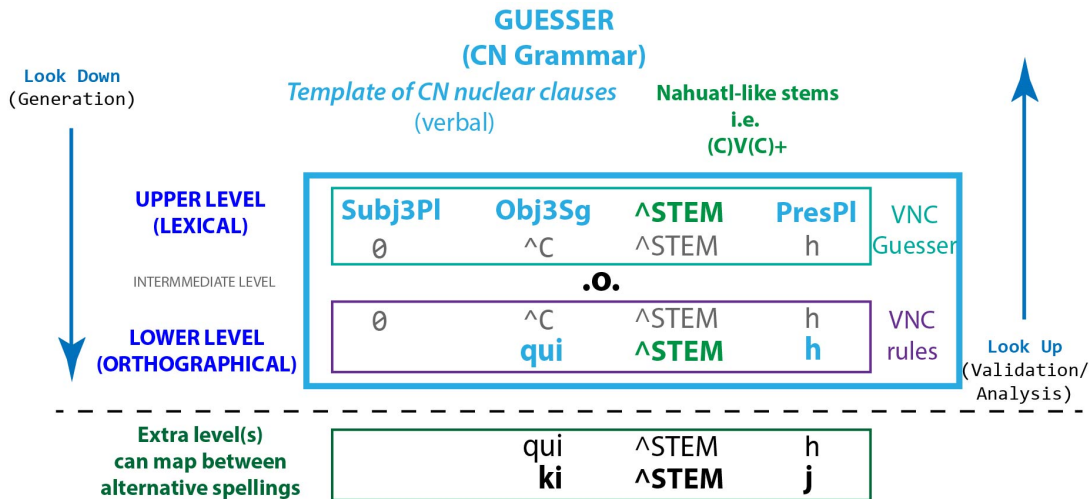 GUESSER
(CN Grammar)
Look Down
(Generation)
Template of CN nuclear clauses
(verbal)
Nahuatl-like stems
i.e.
(C)V(C)+
UPPER LEVEL
(LEXICAL)
Subj3Pl Obj3Sg ^STEM PresPl
0 ^C ^STEM h
VNC
Guesser
INTERMMEDIATE LEVEL
.o.
LOWER LEVEL
(ORTHOGRAPHICAL)
0 ^C ^STEM h
qui ^STEM h
VNC
rules
Look Up
(Validation/
Analysis)
Extra level(s)
can map between
alternative spellings
qui ^STEM h
ki ^STEM j